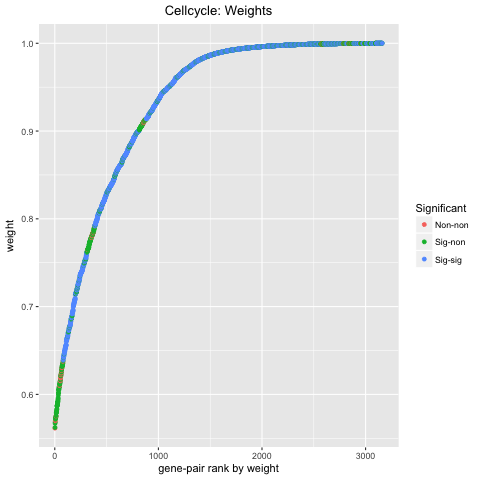 Cellcycle: Weights
1.0
0.9
0.8
0.7
0.6
weight
0
1000
2000
3000
gene-pair rank by weight
Significant
Non-non
Sig-non
Sig-sig